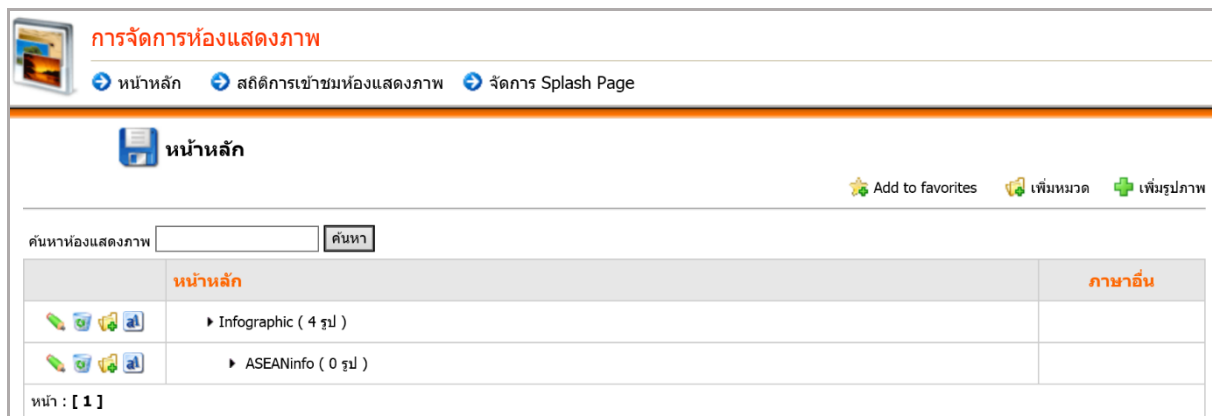 การจัดการห้องแสดงภาพ
หน้าหลัก สถิติการเข้าชมห้องแสดงภาพ จัดการ Splash Page
หน้าหลัก
Add to favorites เพิ่มหมวด เพิ่มรูปภาพ
ค้นหาห้องแสดงภาพ ค้นหา
หน้าหลัก ภาษาอื่น
Infographic ( 4 รูป )
ASEANinfo ( 0 รูป )
หน้า : [ 1 ]